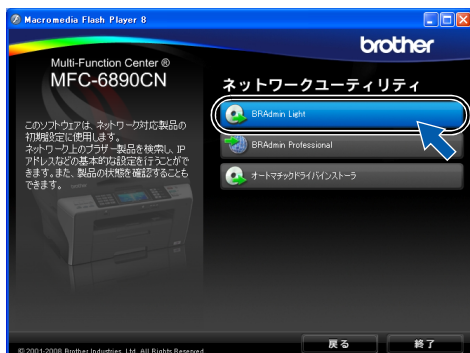 Macromedia Flash Player 8
brother
Multi-Function Center ®
MFC-6890CN
ネットワークユーティリティ
BRAdmin Light
このソフトウェアは、ネットワーク対応製品の
初期設定に使用します。
ネットワーク上のブラザー製品を検索し、IP
アドレスなどの基本的な設定を行うことがで
きます。また、製品の状態を確認することも
できます。
BRAdmin Professional
オートマチックドライバインストーラ
戻る
終了
© 2001-2008 Brother Industries, Ltd. All Rights Reserved.